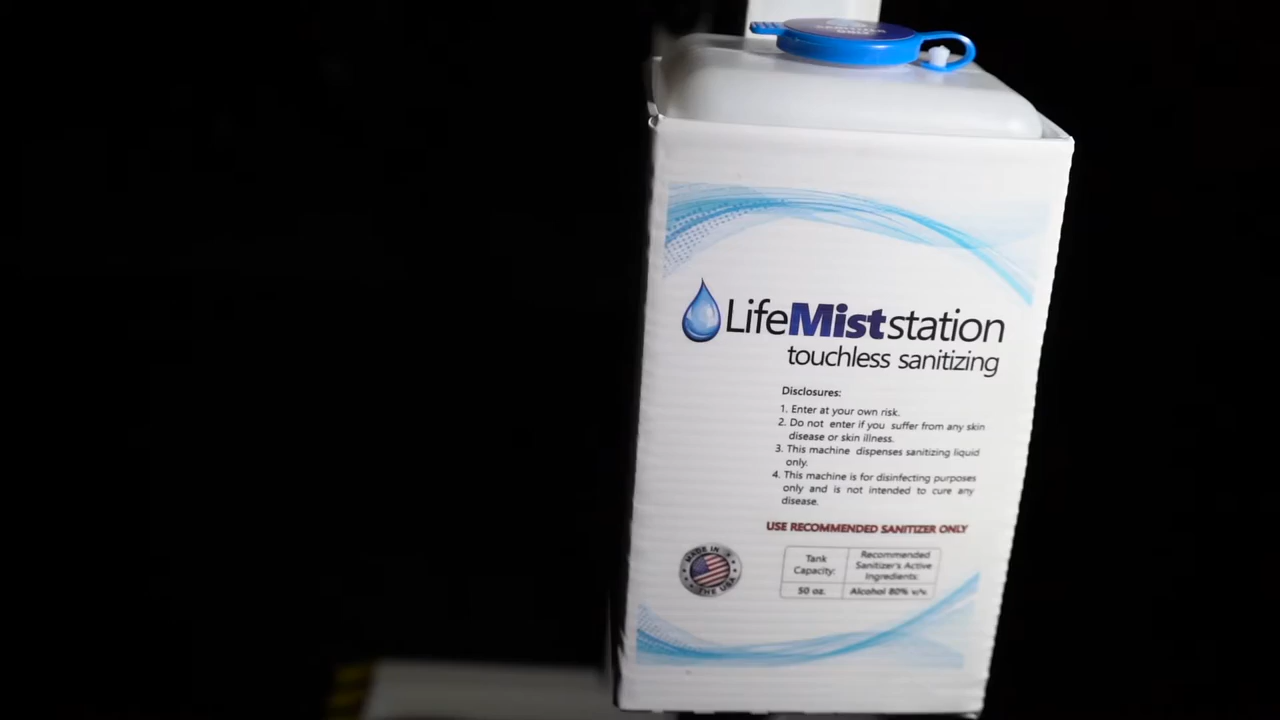 SANITIZER
ONLY
LifeMiststation
touchless sanitizing
Disclosures:
1. Enter at your own risk.
2. Do not enter if you suffer from any skin
disease or skin illness.
3. This machine dispenses sanitizing liquid
only.
4. This machine is for disinfecting purposes
only and is not intended to cure any
disease.
USE RECOMMENDED SANITIZER ONLY
MADE IN
THE USA
Tank
Capacity:
Recommended
Sanitizer's Active
Ingredients:
50 oz.
Alcohol 80% v/v.